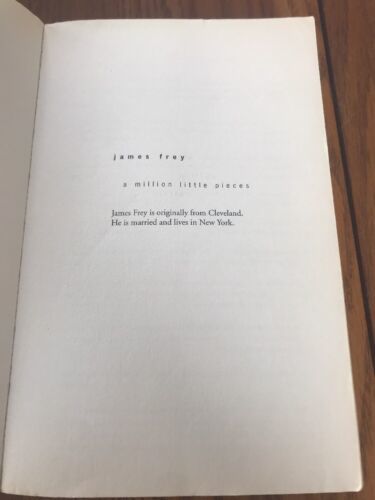 james frey
a million little pieces
James Frey is originally from Cleveland.
He is married and lives in New York.